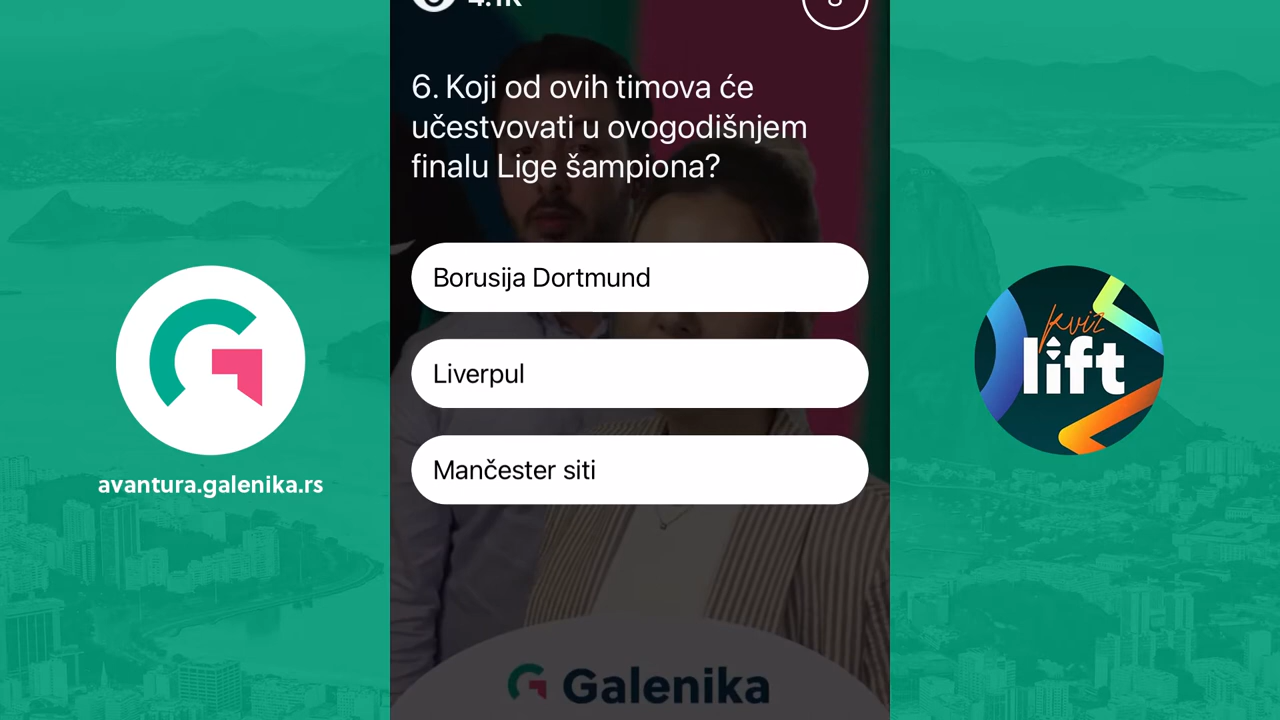 6. Koji od ovih timova će
učestvovati u ovogodišnjem
finalu Lige šampiona?
Borusija Dortmund
Liverpul
Mančester siti
avantura.galenika.rs
kviz
lift
Galenika